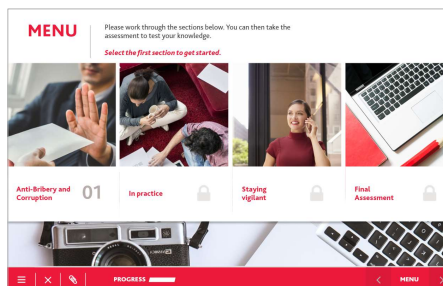 MENU
Please work through the sections below. You can then take the
assessment to test your knowledge.
Select the first section to get started.
Anti-Bribery and
Corruption
01
In practice
Staying
vigilant
Final
Assessment
PROGRESS
MENU